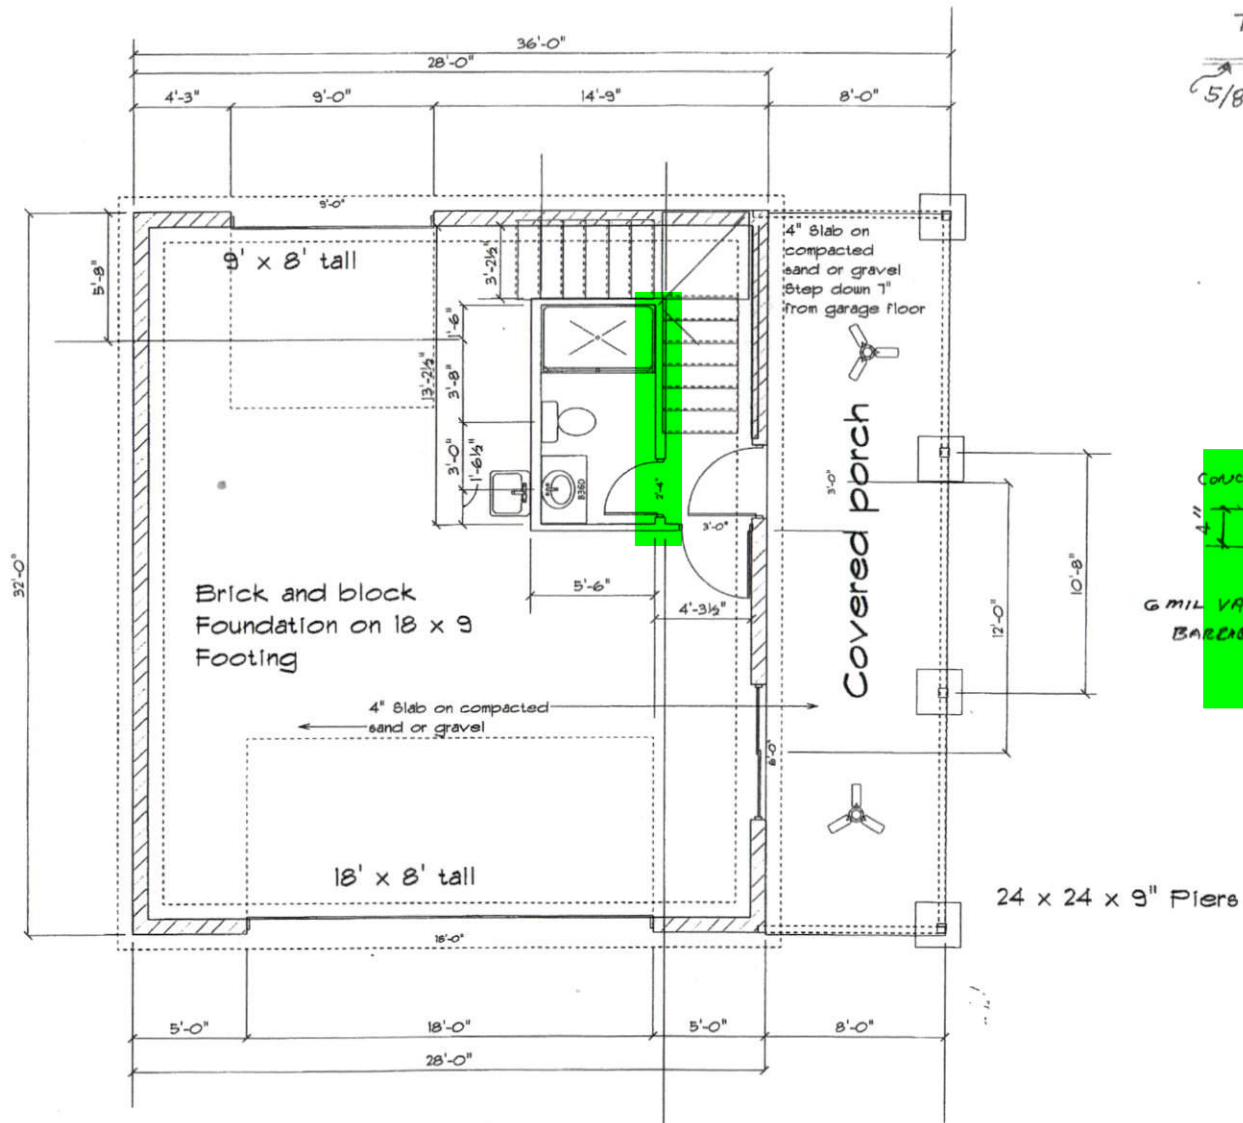 36'-0"
28'-0"
4'-3"
9'-0"
14'-9"
8'-0"
5/8
9'-0"
9' x 8' tall
5'-8"
3'-2½"
4" Slab on
compacted
sand or gravel
Step down 7"
from garage floor
1'-6"
13'-2½"
3'-8"
3'-0"
1'-6½"
B36D
2'-4"
3'-0"
3'-0"
Covered porch
32'-0"
10'-8"
12'-0"
4"
5'-6"
4'-3½"
Brick and block
Foundation on 18 x 9
Footing
6 MIL
4" Slab on compacted
sand or gravel
6'-0"
18' x 8' tall
24 x 24 x 9" Piers
18'-0"
5'-0"
18'-0"
5'-0"
8'-0"
28'-0"